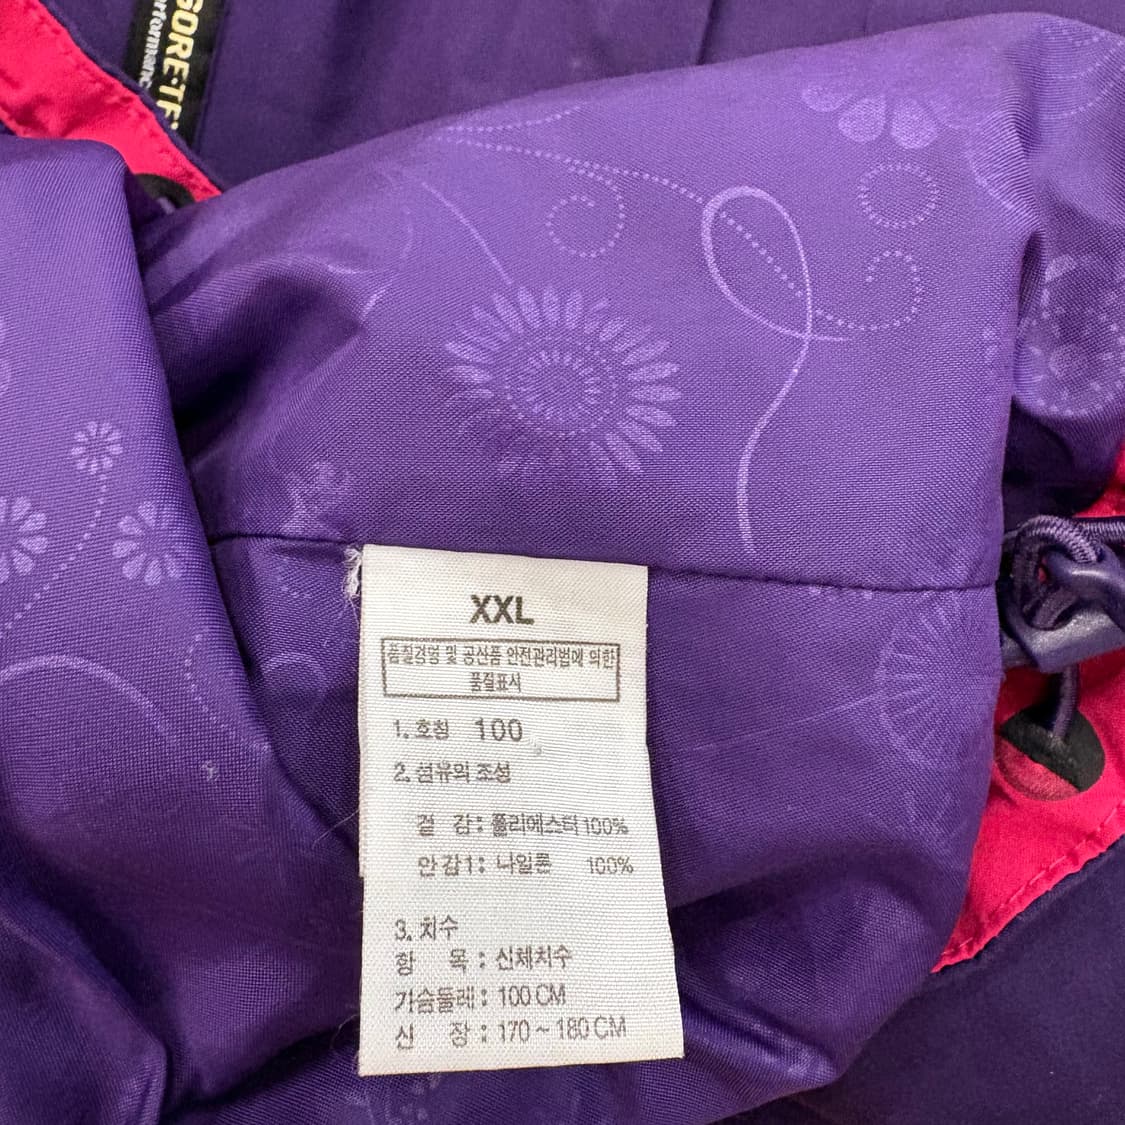 GORE-TE
erformanc
XXL
품질경영 및 공산품 안전관리법에 의한
품질표시
1. 호칭 100
2. 섬유의 조성
겉 감 : 폴리에스터 100%
안감1 : 나일론 100%
3. 치수
항 목 : 신체치수
가슴둘레 : 100 CM
신 장 : 170 ~ 180 CM